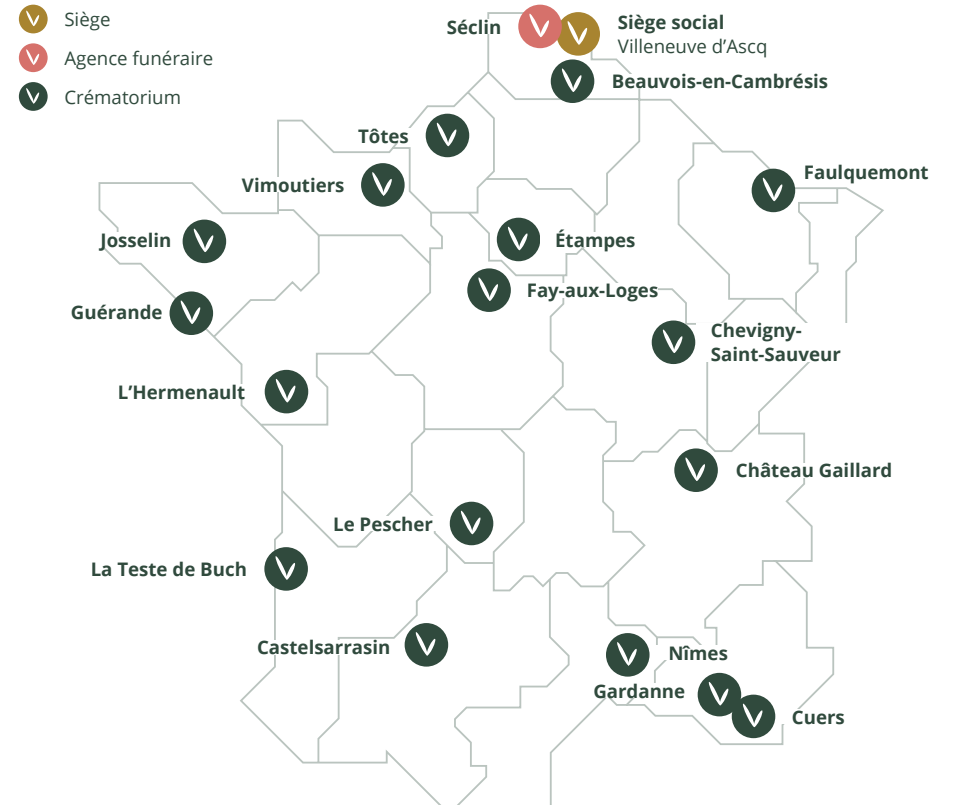 Siège
Agence funéraire
Crématorium
Séclin
Siège social
Villeneuve d'Ascq
Beauvois-en-Cambrésis
Tôtes
Vimoutiers
Faulquemont
Josselin
Étampes
Fay-aux-Loges
Guérande
Chevigny-
Saint-Sauveur
L'Hermenault
Château Gaillard
Le Pescher
La Teste de Buch
Castelsarrasin
Nîmes
Gardanne
Cuers